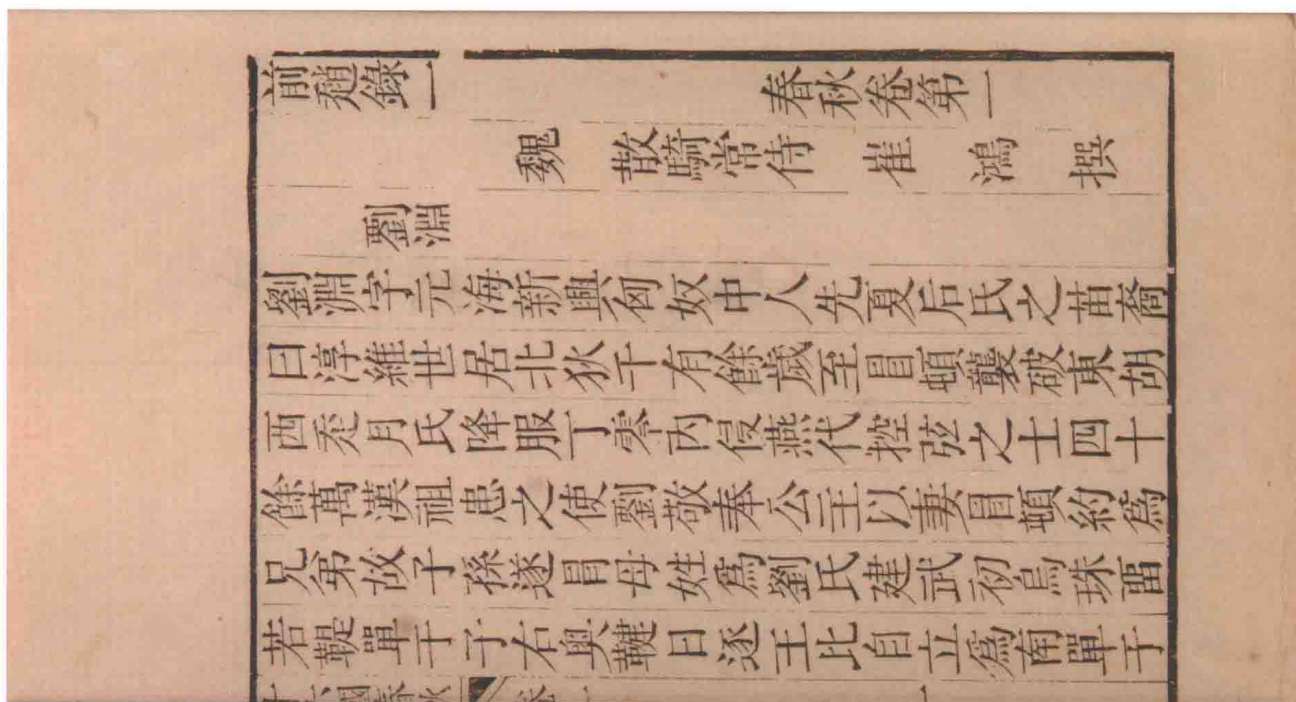 前趙錄一 春秋卷第一
魏 散騎常侍 崔 鴻 撰
劉淵
劉淵字元海新興匈奴中人先夏后氏之苗裔
曰淳維世居北狄千有餘歲至冒頓襲破東胡
西走月氏降服丁零内侵燕代控弦之士四十
餘萬漢祖患之使劉敬奉公主以妻冒頓約爲
兄弟故子孫遂冒母姓爲劉氏建武初烏珠畱
若鞮單于子右奧鞬日逐王比自立爲南單于